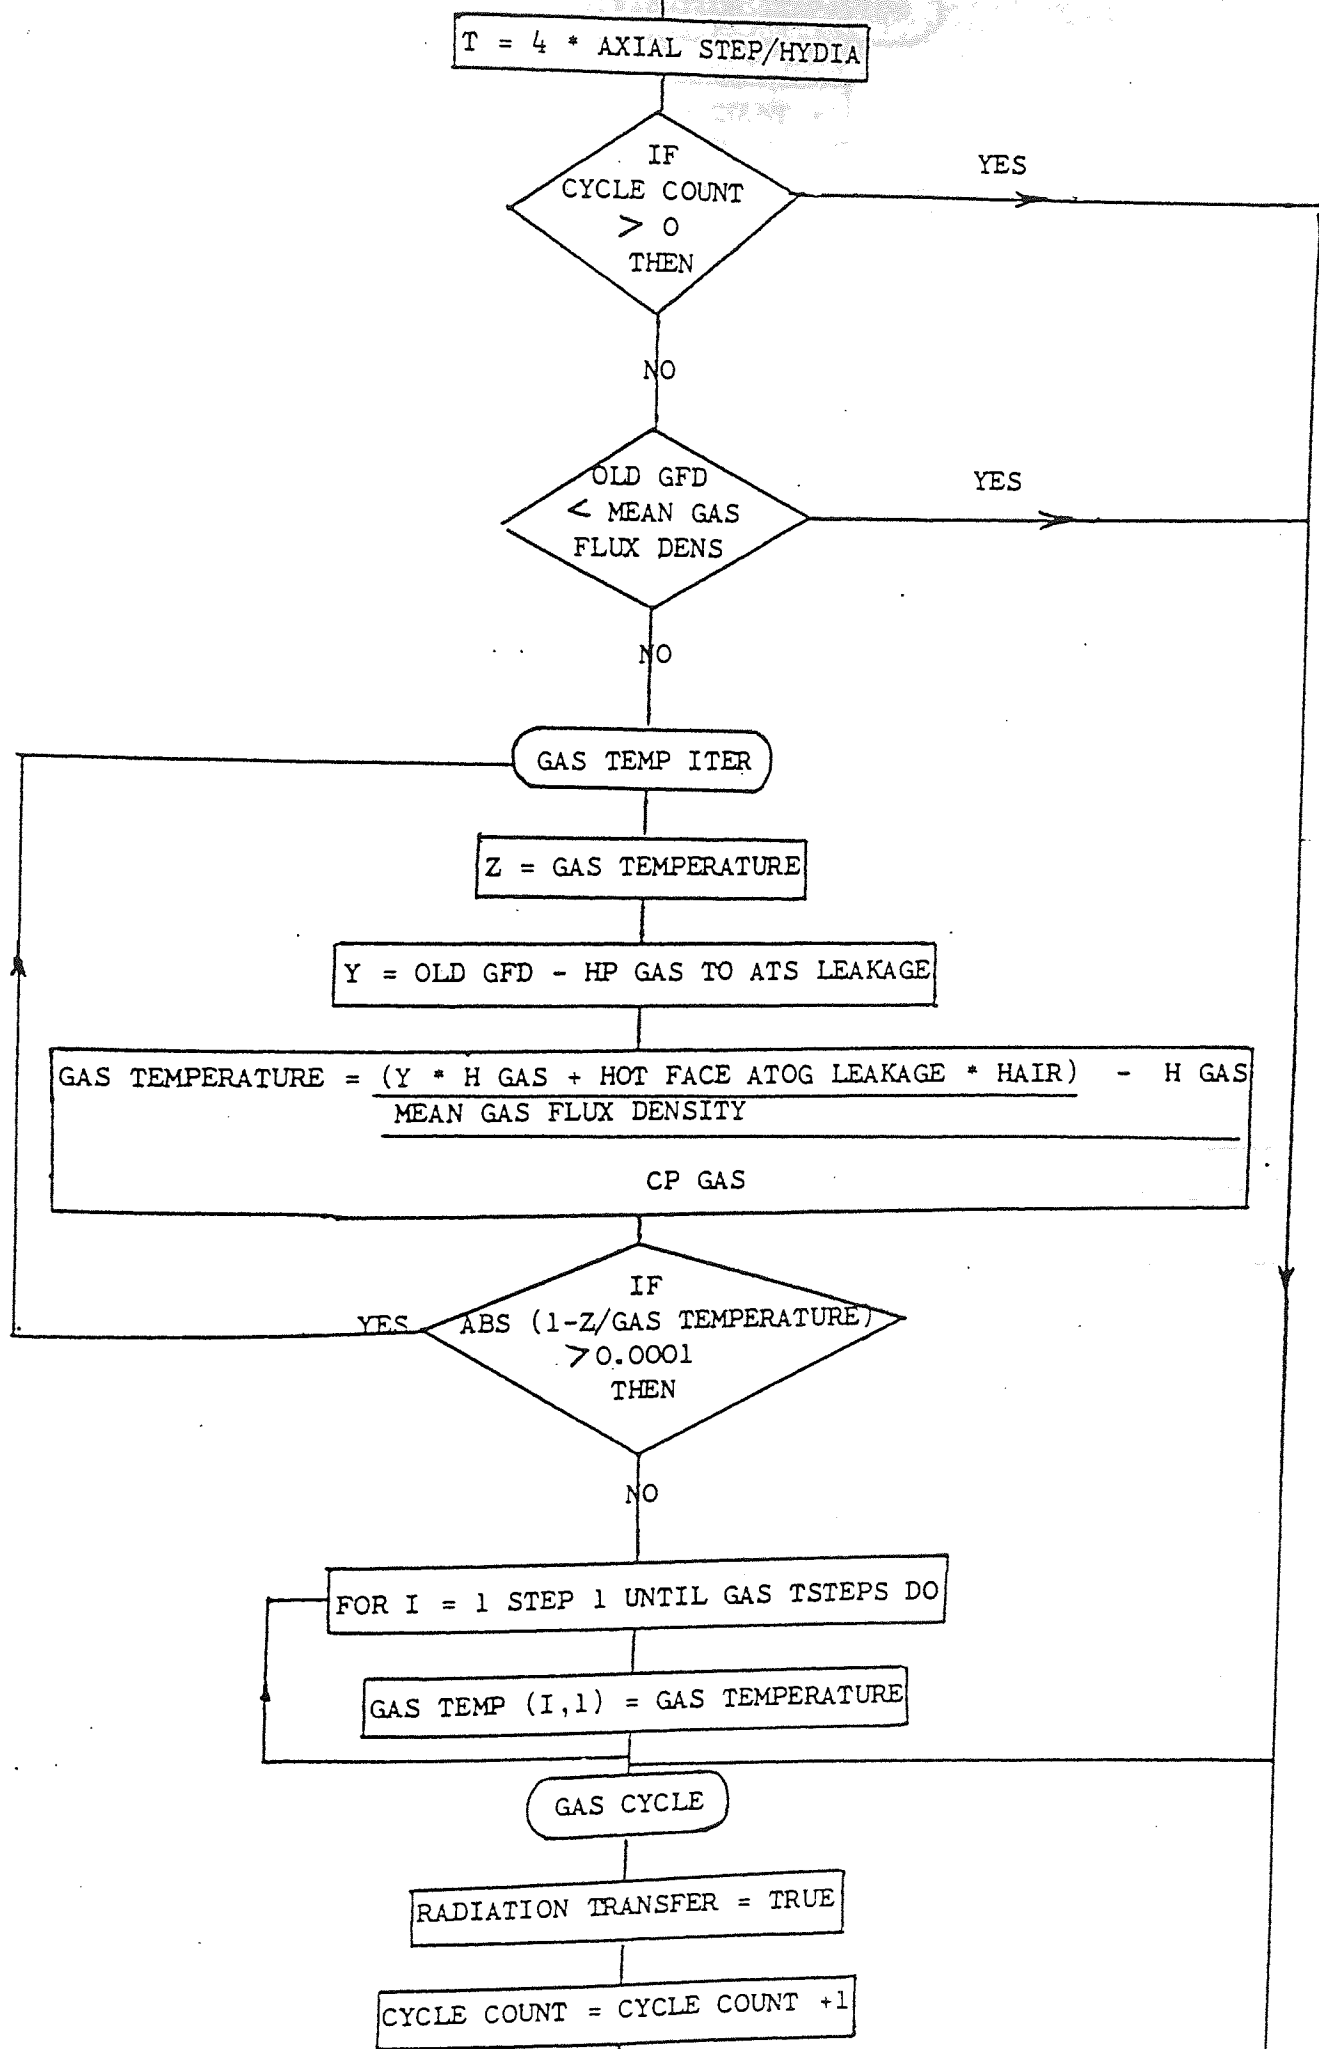 T = 4 * AXIAL STEP/HYDIA
IF
CYCLE COUNT
> 0
THEN
YES
NO
OLD GFD
< MEAN GAS
FLUX DENS
YES
NO
GAS TEMP ITER
Z = GAS TEMPERATURE
Y = OLD GFD - HP GAS TO ATS LEAKAGE
GAS TEMPERATURE = (Y * H GAS + HOT FACE ATOG LEAKAGE * HAIR) - H GAS
MEAN GAS FLUX DENSITY
CP GAS
IF
YES ABS (1-Z/GAS TEMPERATURE)
>0.0001
THEN
NO
FOR I = 1 STEP 1 UNTIL GAS TSTEPS DO
GAS TEMP (I,1) = GAS TEMPERATURE
GAS CYCLE
RADIATION TRANSFER = TRUE
CYCLE COUNT = CYCLE COUNT +1